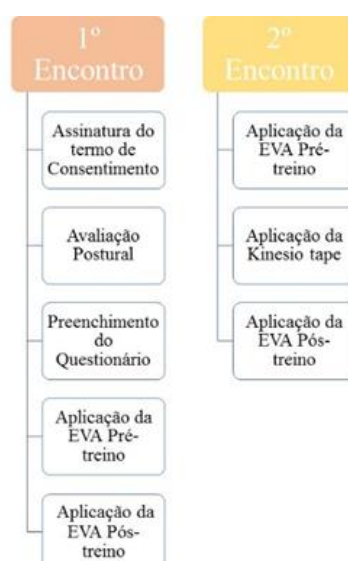 1º
Encontro
Assinatura do
termo de
Consentimento
Avaliação
Postural
Preenchimento
do
Questionário
Aplicação da
EVA Pré-
treino
Aplicação da
EVA Pós-
treino
2º
Encontro
Aplicação da
EVA Pré-
treino
Aplicação da
Kinesio tape
Aplicação da
EVA Pós-
treino